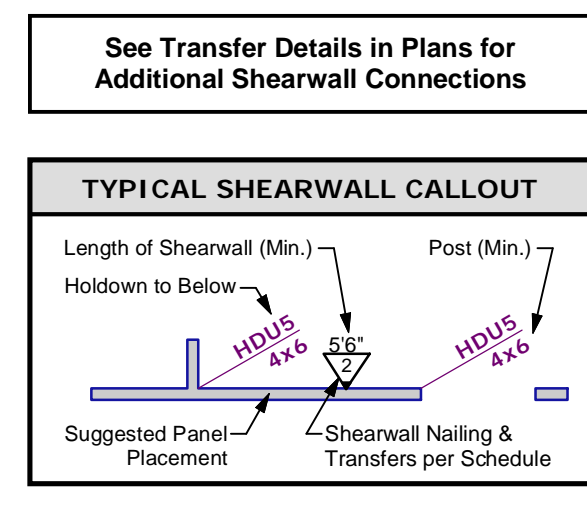 See Transfer Details in Plans for
Additional Shearwall Connections
TYPICAL SHEARWALL CALLOUT
Length of Shearwall (Min.)
Post (Min.)
Holdown to Below
HDU5
4x6
5'6"
2
HDU5
4x6
Suggested Panel
Placement
Shearwall Nailing &
Transfers per Schedule